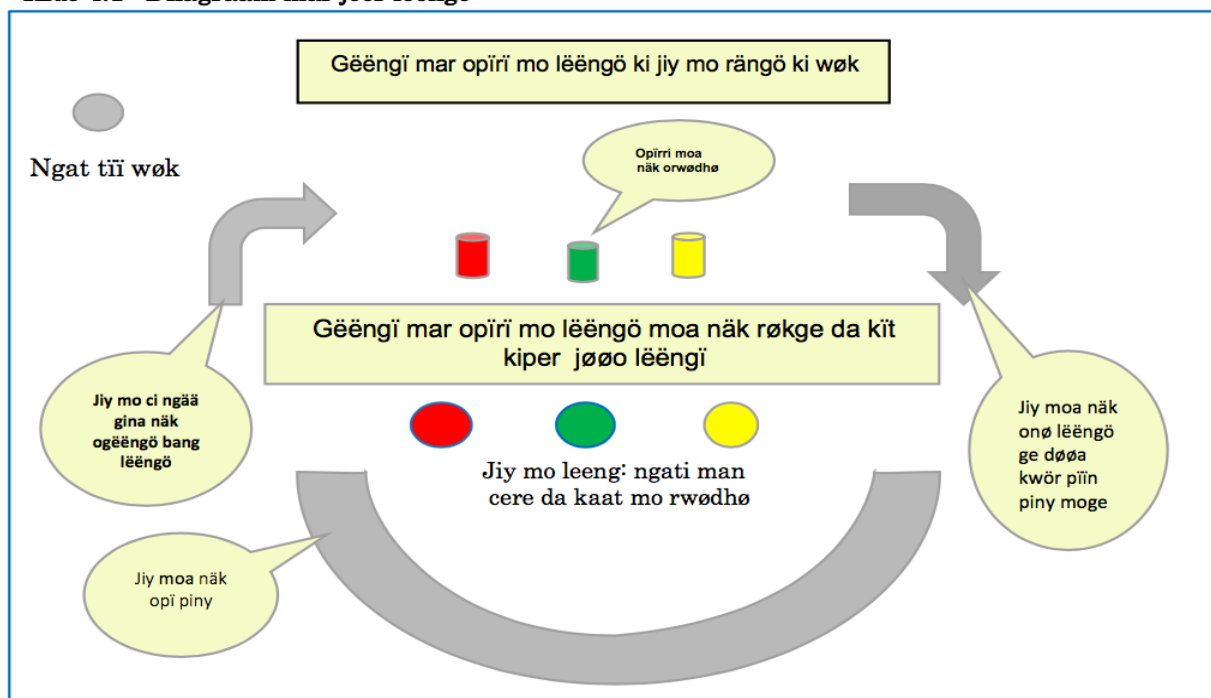 Gëëngï mar opïrï mo lëëngö ki jiy mo rängö ki wøk
Ngat tïï wøk
Opïrri moa
näk orwødhø
Gëëngï mar opïrï mo lëëngö moa näk røkge da kït
kiper jøøo lëëngï
Jiy mo ci ngää
gina näk
ogëëngö bang
lëëngö
Jiy mo leeng: ngati man
cere da kaat mo rwødhø
Jiy moa näk
onø lëëngö
ge døøa
kwör pïïn
piny moge
Jiy moa näk
opï piny